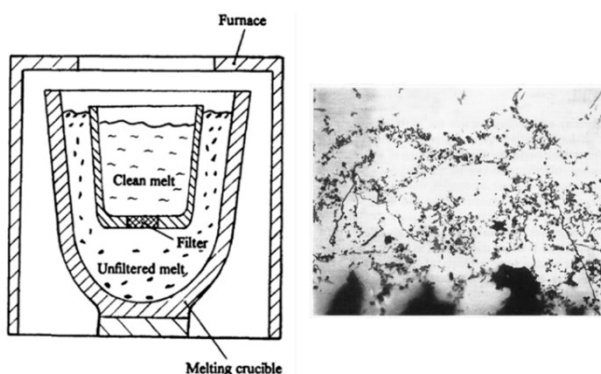 Furnace
Clean melt
Filter
Unfiltered melt
Melting crucible